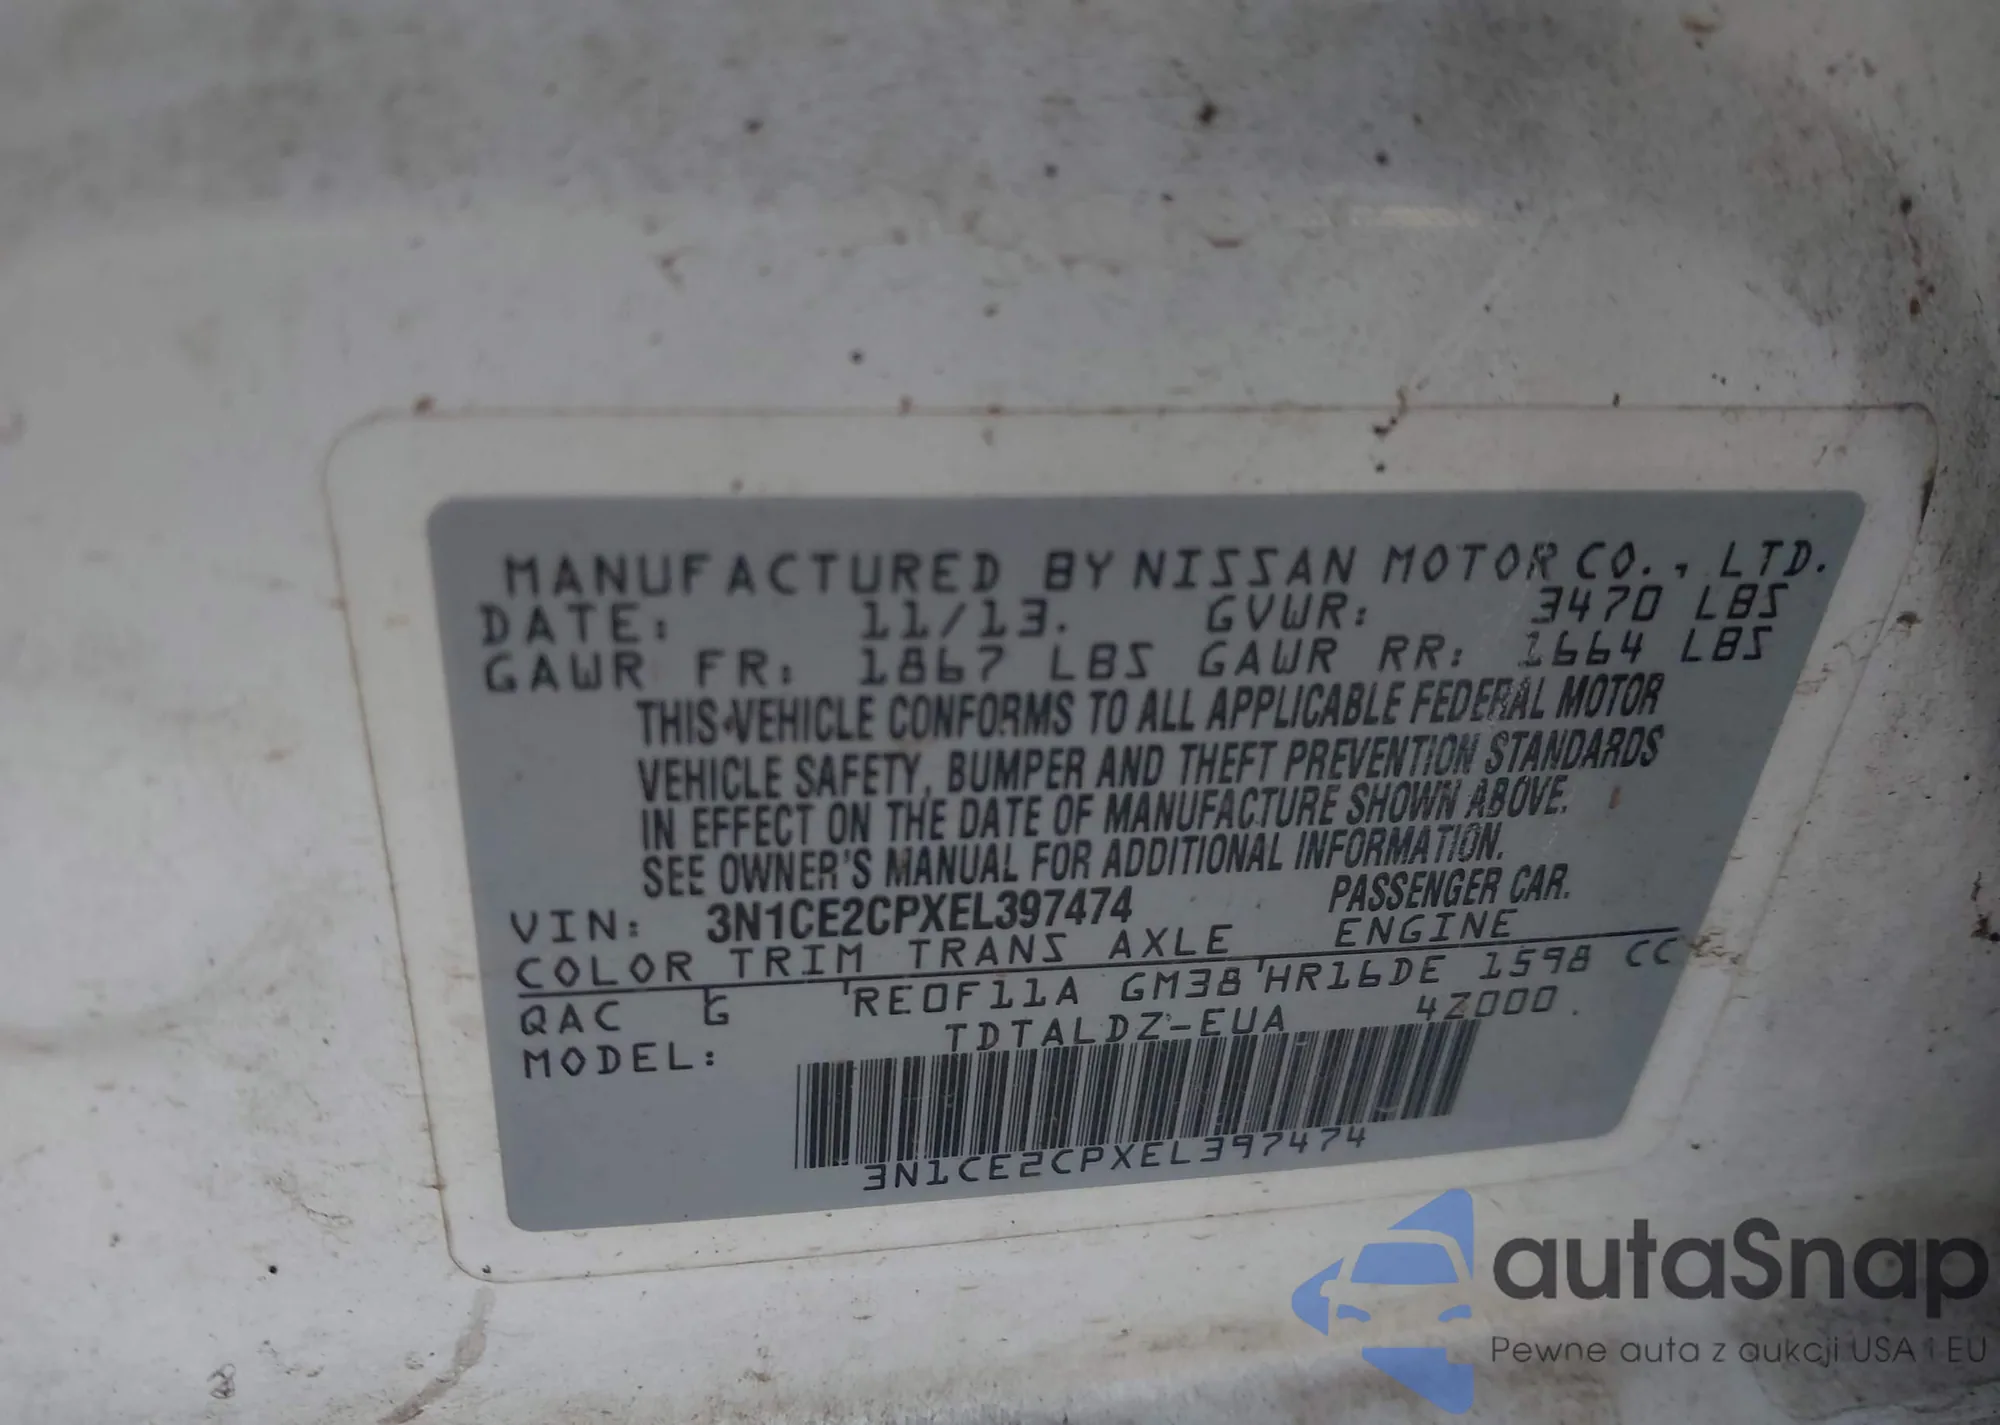 MANUFACTURED BY NISSAN MOTOR CO., LTD.
DATE: 11/13. GVWR: 3470 LBS
GAWR FR: 1867 LBS GAWR RR: 1664 LBS
THIS VEHICLE CONFORMS TO ALL APPLICABLE FEDERAL MOTOR
VEHICLE SAFETY, BUMPER AND THEFT PREVENTION STANDARDS
IN EFFECT ON THE DATE OF MANUFACTURE SHOWN ABOVE.
SEE OWNER'S MANUAL FOR ADDITIONAL INFORMATION.
VIN: 3N1CE2CPXEL397474 PASSENGER CAR.
COLOR TRIM TRANS AXLE ENGINE
QAC G RE0F11A GM38 HR16DE 1598 CC
MODEL: TDTALDZ-EUA 4Z000.
3N1CE2CPXEL397474
autaSnap
Pewne auta z aukcji USA i EU